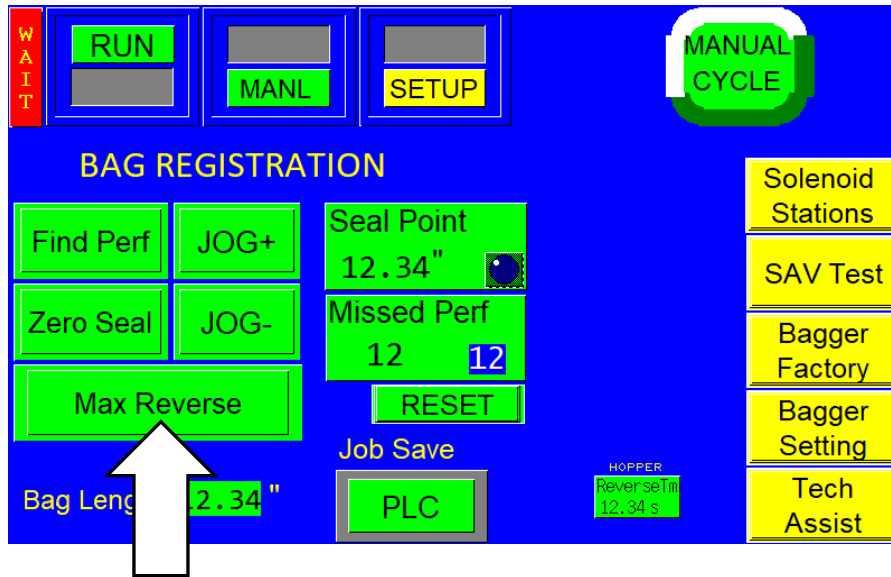 WAIT
RUN
MANL
SETUP
MANUAL
CYCLE
BAG REGISTRATION
Find Perf
JOG+
Seal Point
12.34"
Zero Seal
JOG-
Missed Perf
12 12
Max Reverse
RESET
Job Save
Bag Leng 2.34 "
PLC
HOPPER
ReverseTm
12.34 s
Solenoid
Stations
SAV Test
Bagger
Factory
Bagger
Setting
Tech
Assist